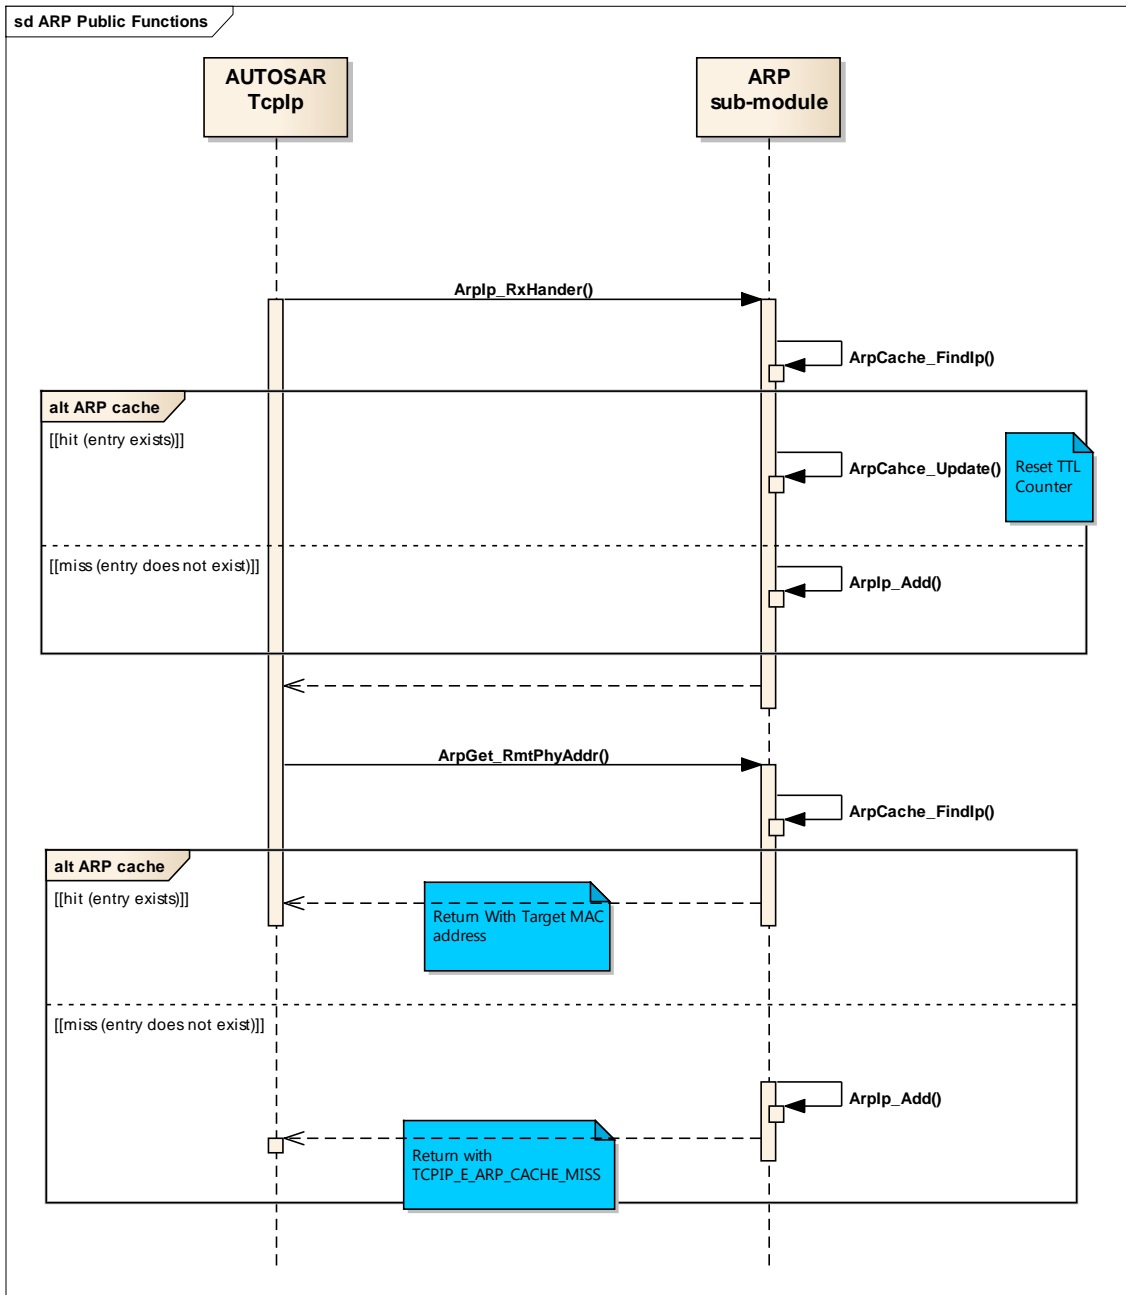 sd ARP Public Functions
AUTOSAR
TcpIp
ARP
sub-module
ArpIp_RxHander()
ArpCache_FindIp()
alt ARP cache
[[hit (entry exists)]]
ArpCahce_Update()
Reset TTL
Counter
[[miss (entry does not exist)]]
ArpIp_Add()
ArpGet_RmtPhyAddr()
ArpCache_FindIp()
alt ARP cache
[[hit (entry exists)]]
Return With Target MAC
address
[[miss (entry does not exist)]]
ArpIp_Add()
Return with
TCPIP_E_ARP_CACHE_MISS